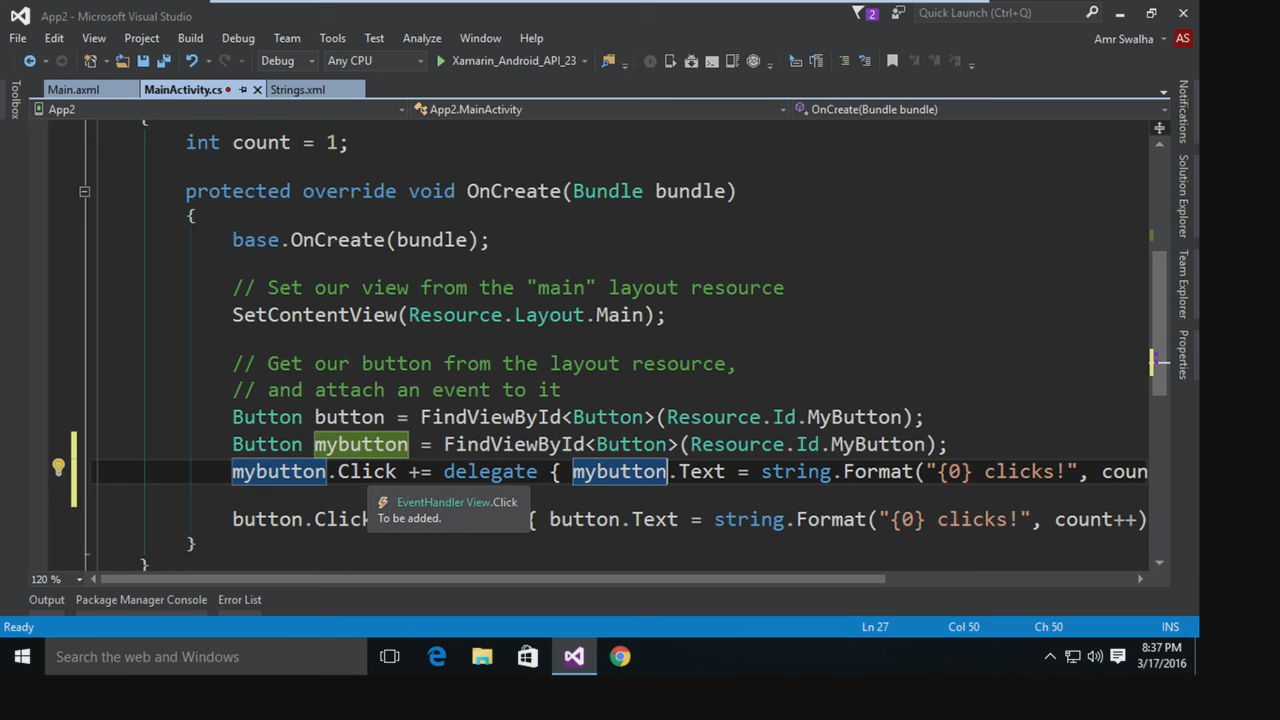 App2 - Microsoft Visual Studio
2
Quick Launch (Ctrl+Q)
File Edit View Project Build Debug Team Tools Test Analyze Window Help
Amr Swalha AS
Debug Any CPU Xamarin_Android_API_23
Main.axml MainActivity.cs Strings.xml
App2 App2.MainActivity OnCreate(Bundle bundle)
Toolbox
Notifications
Solution Explorer
Team Explorer
Properties
{
int count = 1;
protected override void OnCreate(Bundle bundle)
{
base.OnCreate(bundle);
// Set our view from the "main" layout resource
SetContentView(Resource.Layout.Main);
// Get our button from the layout resource,
// and attach an event to it
Button button = FindViewById<Button>(Resource.Id.MyButton);
Button mybutton = FindViewById<Button>(Resource.Id.MyButton);
mybutton.Click += delegate { mybutton.Text = string.Format("{0} clicks!", coun
EventHandler View.Click
To be added.
button.Click { button.Text = string.Format("{0} clicks!", count++)
}
}
120 %
Output Package Manager Console Error List
Ready Ln 27 Col 50 Ch 50 INS
Search the web and Windows
8:37 PM
3/17/2016